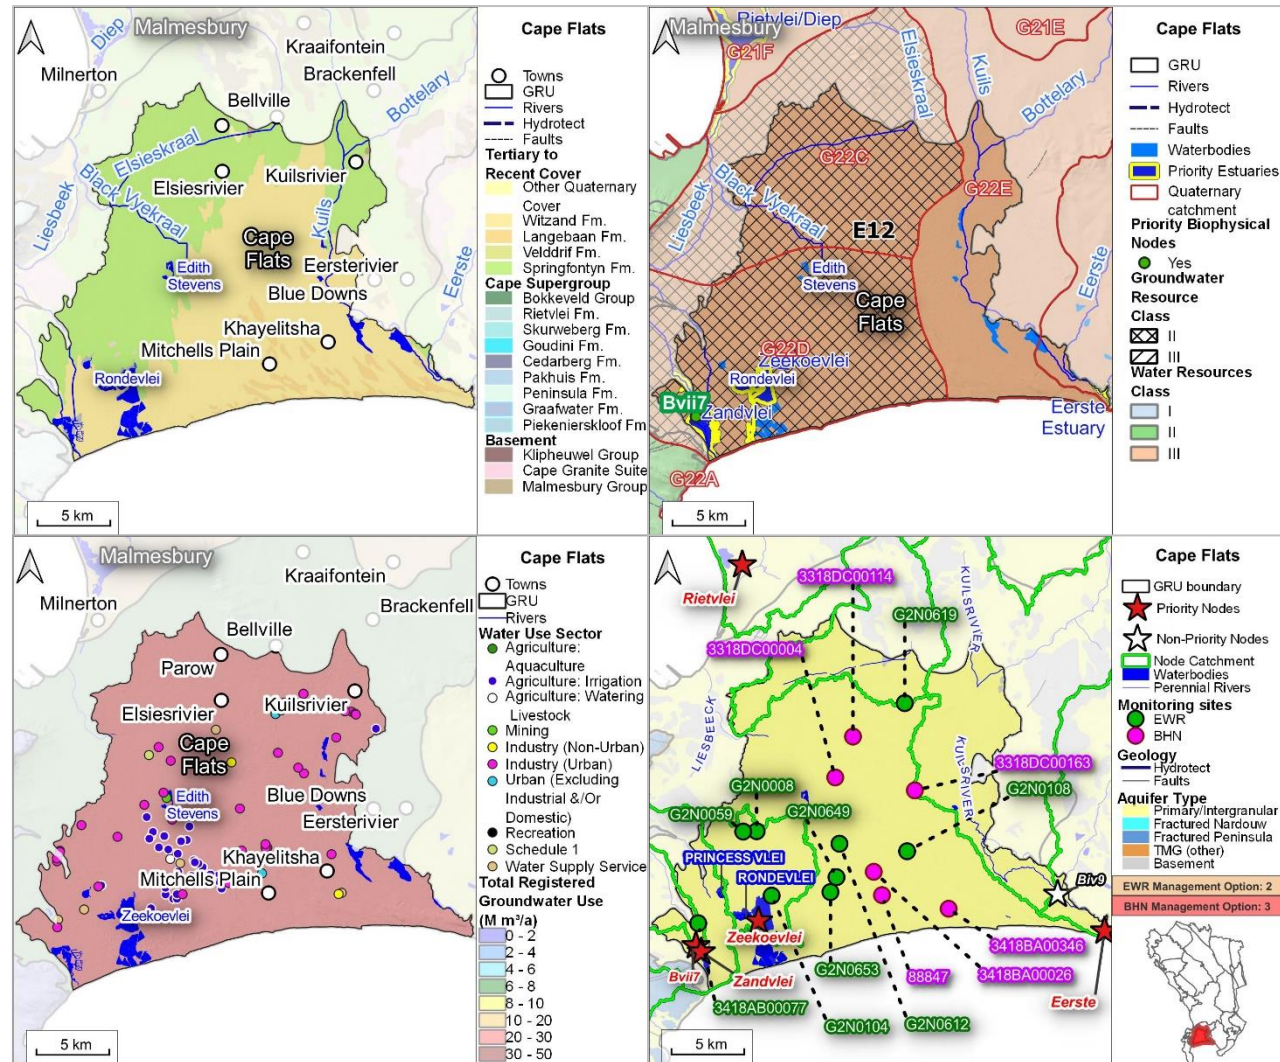 Malmesbury
Diep
Kraaifontein
Milnerton
Brackenfell
Bottelary
Bellville
Elsieskraal
Elsiesrivier
Kuilsrivier
Liesbeek
Black Vyekraal
Kuils
Cape
Flats
Edith
Stevens
Eersterivier
Blue Downs
Eerste
Khayelitsha
Mitchells Plain
Rondevlei
5 km
Cape Flats
Towns
GRU
Rivers
Hydrotect
Faults
Tertiary to
Recent Cover
Other Quaternary
Cover
Witzand Fm.
Langebaan Fm.
Velddrif Fm.
Springfontyn Fm.
Cape Supergroup
Bokkeveld Group
Rietvlei Fm.
Skurweberg Fm.
Goudini Fm.
Cedarberg Fm.
Pakhuis Fm.
Peninsula Fm.
Graafwater Fm.
Piekenierskloof Fm
Basement
Klipheuwel Group
Cape Granite Suite
Malmesbury Group
Rietvlei/Diep
Malmesbury
G21F
G21E
Elsieskraal
Kuils
Bottelary
G22C
G22E
Liesbeek
Black Vyekraal
E12
Edith
Stevens
Cape
Flats
Eerste
G22D
Zeekoevlei
Rondevlei
Bvii7
Zandvlei
Eerste
Estuary
G22A
5 km
Cape Flats
GRU
Rivers
Hydrotect
Faults
Waterbodies
Priority Estuaries
Quaternary
catchment
Priority Biophysical
Nodes
Yes
Groundwater
Resource
Class
II
III
Water Resources
Class
I
II
III
Malmesbury
Kraaifontein
Milnerton
Brackenfell
Bellville
Parow
Kuilsrivier
Elsiesrivier
Cape
Flats
Edith
Stevens
Blue Downs
Eersterivier
Khayelitsha
Mitchells Plain
Zeekoevlei
5 km
Cape Flats
Towns
GRU
Rivers
Water Use Sector
Agriculture:
Aquaculture
Agriculture: Irrigation
Agriculture: Watering
Livestock
Mining
Industry (Non-Urban)
Industry (Urban)
Urban (Excluding
Industrial &/Or
Domestic)
Recreation
Schedule 1
Water Supply Service
Total Registered
Groundwater Use
(M m³/a)
0 - 2
2 - 4
4 - 6
6 - 8
8 - 10
10 - 20
20 - 30
30 - 50
Rietvlei
3318DC00114
G2N0619
KUILSRIVIER
3318DC00004
LIESBEECK
3318DC00163
KUILSRIVIER
G2N0008
G2N0108
G2N0059
G2N0649
PRINCESS VLEI
RONDEVLEI
Biv9
Zeekoevlei
3418BA00346
Bvii7
Zandvlei
G2N0653
88847
3418BA00026
Eerste
3418AB00077
G2N0104
G2N0612
5 km
Cape Flats
GRU boundary
Priority Nodes
Non-Priority Nodes
Node Catchment
Waterbodies
Perennial Rivers
Monitoring sites
EWR
BHN
Geology
Hydrotect
Faults
Aquifer Type
Primary/Intergranular
Fractured Nardouw
Fractured Peninsula
TMG (other)
Basement
EWR Management Option: 2
BHN Management Option: 3